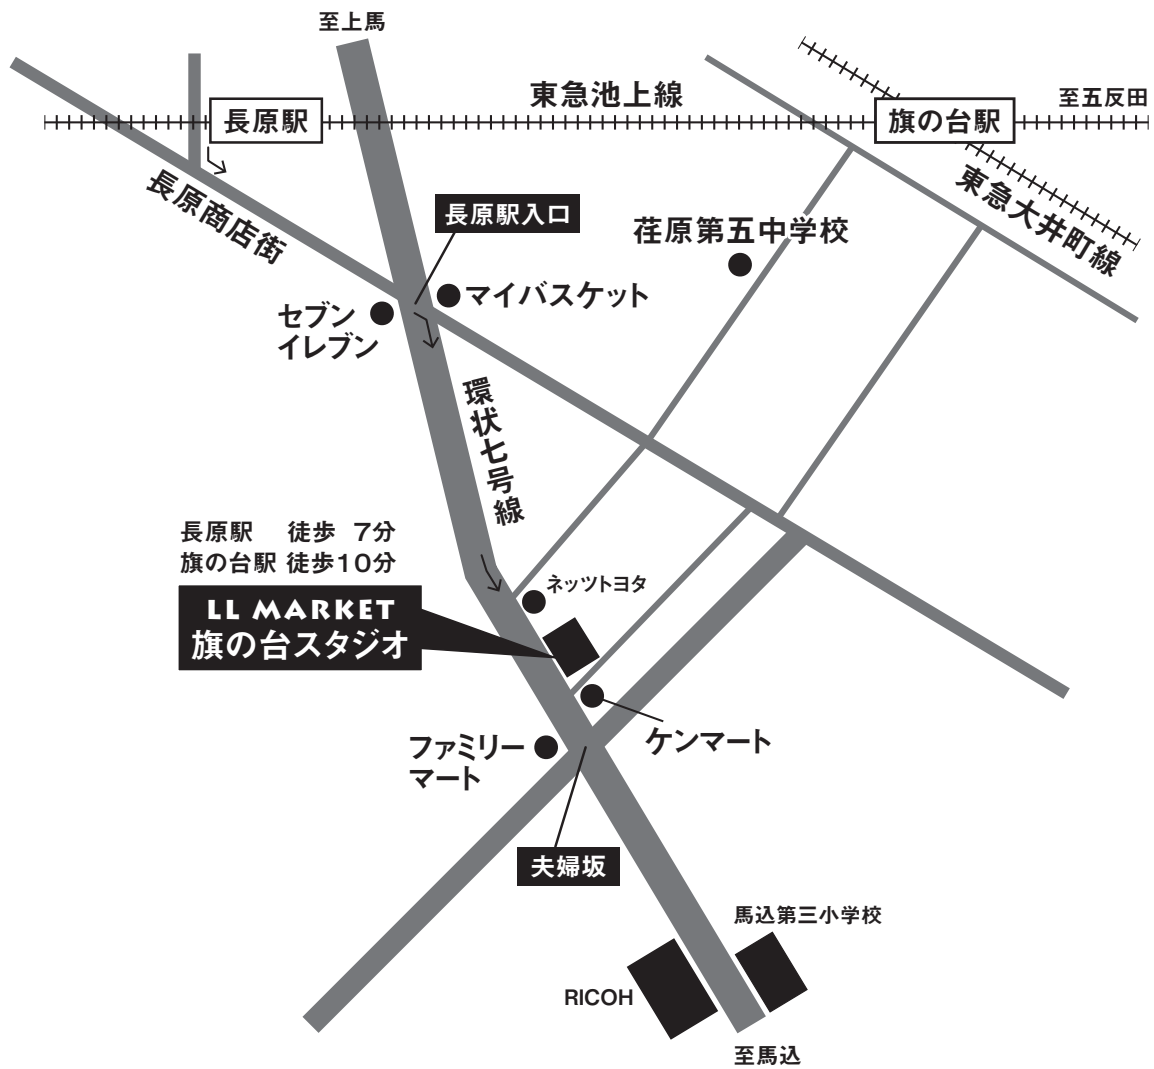 至上馬
東急池上線
至五反田
長原駅
旗の台駅
長原商店街
東急大井町線
長原駅入口
荏原第五中学校
マイバスケット
セブン
イレブン
環状七号線
長原駅 徒歩 7分
旗の台駅 徒歩10分
ネッツトヨタ
LL MARKET
旗の台スタジオ
ケンマート
ファミリー
マート
夫婦坂
馬込第三小学校
RICOH
至馬込